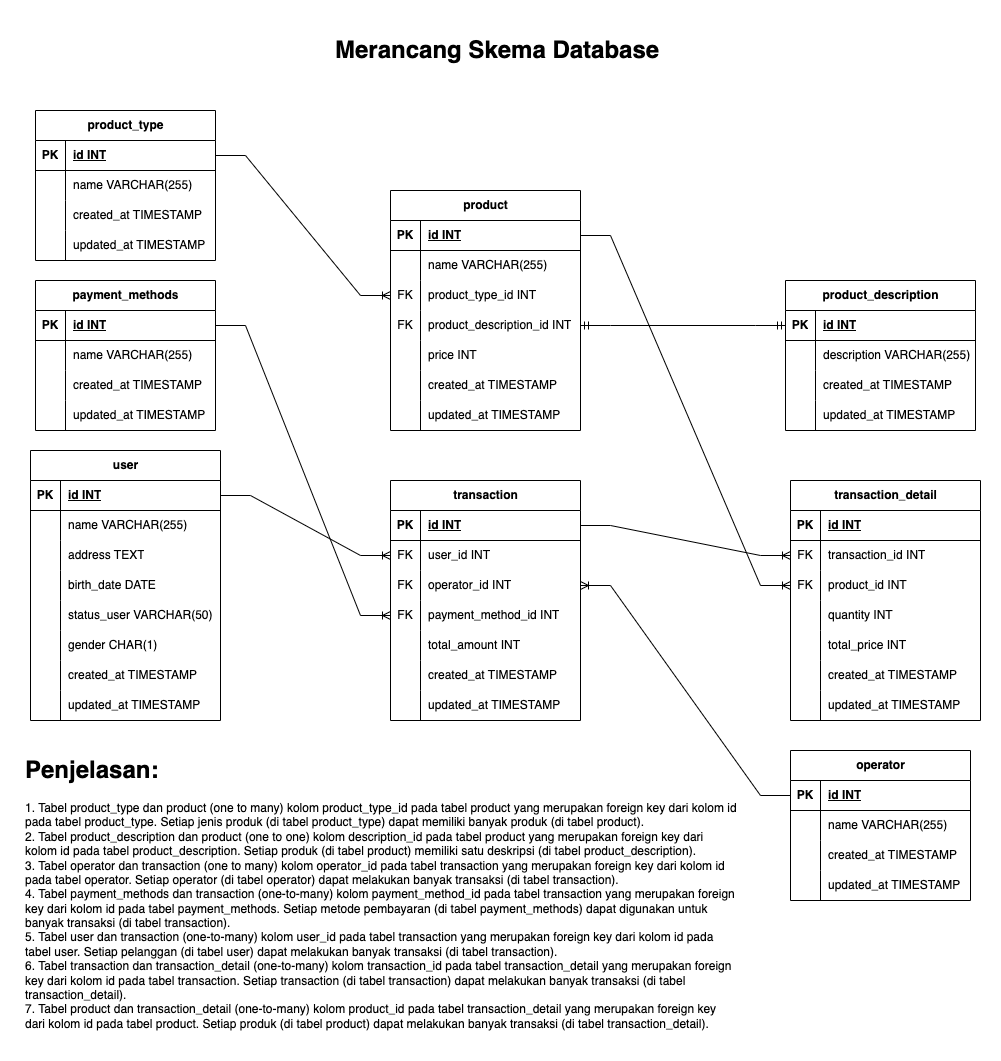 Merancang Skema Database
product_type
PK id INT
name VARCHAR(255)
created_at TIMESTAMP
updated_at TIMESTAMP
payment_methods
PK id INT
name VARCHAR(255)
created_at TIMESTAMP
updated_at TIMESTAMP
user
PK id INT
name VARCHAR(255)
address TEXT
birth_date DATE
status_user VARCHAR(50)
gender CHAR(1)
created_at TIMESTAMP
updated_at TIMESTAMP
product
PK id INT
name VARCHAR(255)
FK product_type_id INT
FK product_description_id INT
price INT
created_at TIMESTAMP
updated_at TIMESTAMP
transaction
PK id INT
FK user_id INT
FK operator_id INT
FK payment_method_id INT
total_amount INT
created_at TIMESTAMP
updated_at TIMESTAMP
product_description
PK id INT
description VARCHAR(255)
created_at TIMESTAMP
updated_at TIMESTAMP
transaction_detail
PK id INT
FK transaction_id INT
FK product_id INT
quantity INT
total_price INT
created_at TIMESTAMP
updated_at TIMESTAMP
operator
PK id INT
name VARCHAR(255)
created_at TIMESTAMP
updated_at TIMESTAMP
Penjelasan:
1. Tabel product_type dan product (one to many) kolom product_type_id pada tabel product yang merupakan foreign key dari kolom id
pada tabel product_type. Setiap jenis produk (di tabel product_type) dapat memiliki banyak produk (di tabel product).
2. Tabel product_description dan product (one to one) kolom description_id pada tabel product yang merupakan foreign key dari
kolom id pada tabel product_description. Setiap produk (di tabel product) memiliki satu deskripsi (di tabel product_description).
3. Tabel operator dan transaction (one to many) kolom operator_id pada tabel transaction yang merupakan foreign key dari kolom id
pada tabel operator. Setiap operator (di tabel operator) dapat melakukan banyak transaksi (di tabel transaction).
4. Tabel payment_methods dan transaction (one-to-many) kolom payment_method_id pada tabel transaction yang merupakan foreign
key dari kolom id pada tabel payment_methods. Setiap metode pembayaran (di tabel payment_methods) dapat digunakan untuk
banyak transaksi (di tabel transaction).
5. Tabel user dan transaction (one-to-many) kolom user_id pada tabel transaction yang merupakan foreign key dari kolom id pada
tabel user. Setiap pelanggan (di tabel user) dapat melakukan banyak transaksi (di tabel transaction).
6. Tabel transaction dan transaction_detail (one-to-many) kolom transaction_id pada tabel transaction_detail yang merupakan foreign
key dari kolom id pada tabel transaction. Setiap transaction (di tabel transaction) dapat melakukan banyak transaksi (di tabel
transaction_detail).
7. Tabel product dan transaction_detail (one-to-many) kolom product_id pada tabel transaction_detail yang merupakan foreign key
dari kolom id pada tabel product. Setiap produk (di tabel product) dapat melakukan banyak transaksi (di tabel transaction_detail).